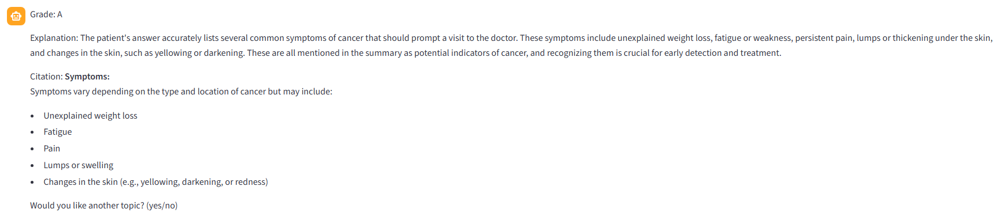 Grade: A
Explanation: The patient's answer accurately lists several common symptoms of cancer that should prompt a visit to the doctor. These symptoms include unexplained weight loss, fatigue or weakness, persistent pain, lumps or thickening under the skin,
and changes in the skin, such as yellowing or darkening. These are all mentioned in the summary as potential indicators of cancer, and recognizing them is crucial for early detection and treatment.
Citation: Symptoms:
Symptoms vary depending on the type and location of cancer but may include:
• Unexplained weight loss
• Fatigue
• Pain
• Lumps or swelling
• Changes in the skin (e.g., yellowing, darkening, or redness)
Would you like another topic? (yes/no)